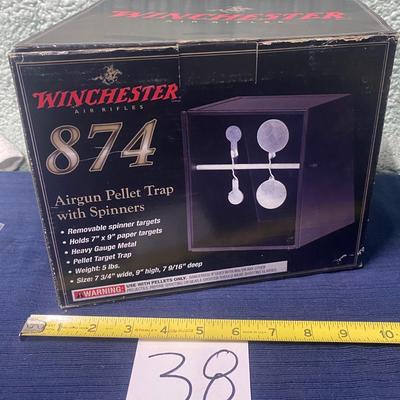 WINCHESTER
WINCHESTER
AIR RIFLES
874
Airgun Pellet Trap
with Spinners
• Removable spinner targets
• Holds 7" x 9" paper targets
• Heavy Gauge Metal
• Pellet Target Trap
• Weight: 5 lbs.
• Size: 7 3/4" wide, 9" high, 7 9/16" deep
WARNING: USE WITH PELLETS ONLY.
1 2 3 4 5 6 7 8 9 10 11 12
38